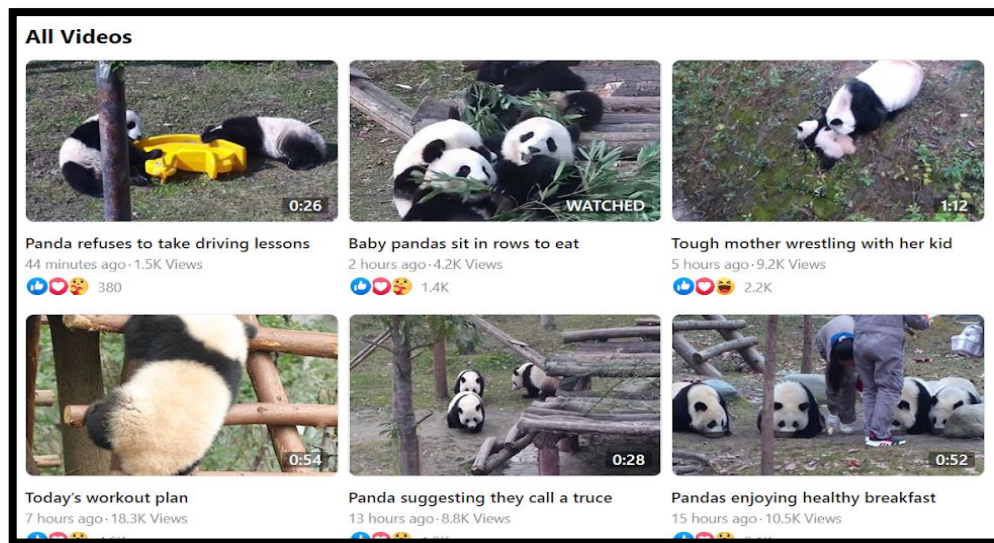 All Videos
0:26
WATCHED
1:12
Panda refuses to take driving lessons
Baby pandas sit in rows to eat
Tough mother wrestling with her kid
44 minutes ago · 1.5K Views
2 hours ago · 4.2K Views
5 hours ago · 9.2K Views
380
1.4K
2.2K
0:54
0:28
0:52
Today's workout plan
Panda suggesting they call a truce
Pandas enjoying healthy breakfast
7 hours ago · 18.3K Views
13 hours ago · 8.8K Views
15 hours ago · 10.5K Views